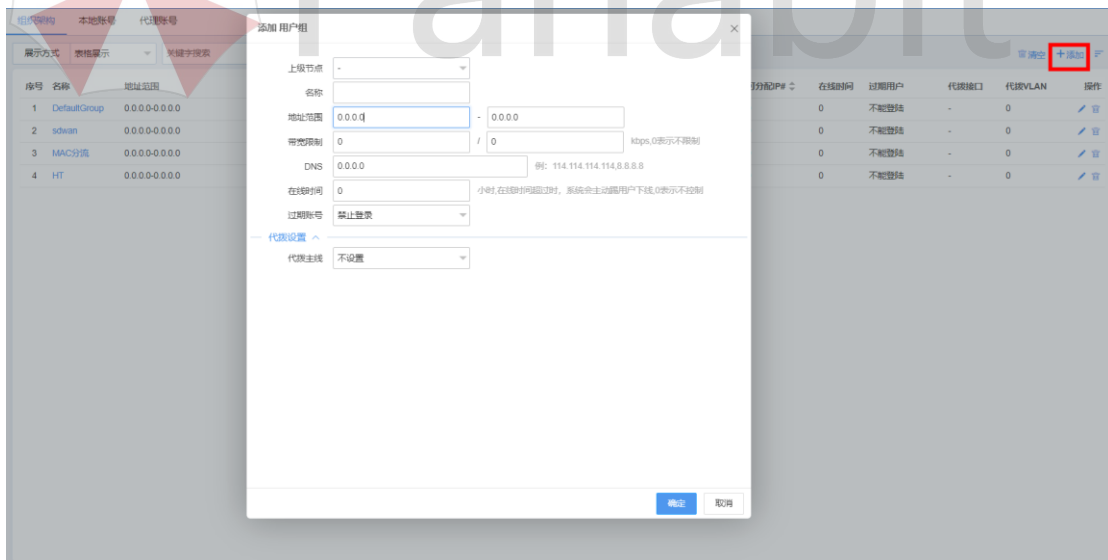 Panabit
组织架构 本地账号 代理账号
展示方式 表格展示 关键字搜索 清空 +添加
序号 名称 地址范围 分配IP# 在线时间 过期用户 代拨接口 代拨VLAN 操作
1 DefaultGroup 0.0.0.0-0.0.0.0 0 不能登陆 - 0
2 sdwan 0.0.0.0-0.0.0.0 0 不能登陆 - 0
3 MAC分流 0.0.0.0-0.0.0.0 0 不能登陆 - 0
4 HT 0.0.0.0-0.0.0.0 0 不能登陆 - 0
添加 用户组
上级节点 -
名称
地址范围 0.0.0.0 - 0.0.0.0
带宽限制 0 / 0 kbps,0表示不限制
DNS 0.0.0.0 例：114.114.114.114,8.8.8.8
在线时间 0 小时,在线时间超过时，系统会主动踢用户下线,0表示不控制
过期账号 禁止登录
代拨设置
代拨主线 不设置
确定 取消